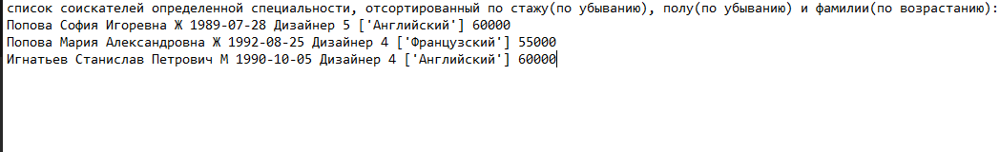 список соискателей определенной специальности, отсортированный по стажу(по убыванию), полу(по убыванию) и фамилии(по возрастанию):
Попова София Игоревна Ж 1989-07-28 Дизайнер 5 ['Английский'] 60000
Попова Мария Александровна Ж 1992-08-25 Дизайнер 4 ['Французский'] 55000
Игнатьев Станислав Петрович М 1990-10-05 Дизайнер 4 ['Английский'] 60000